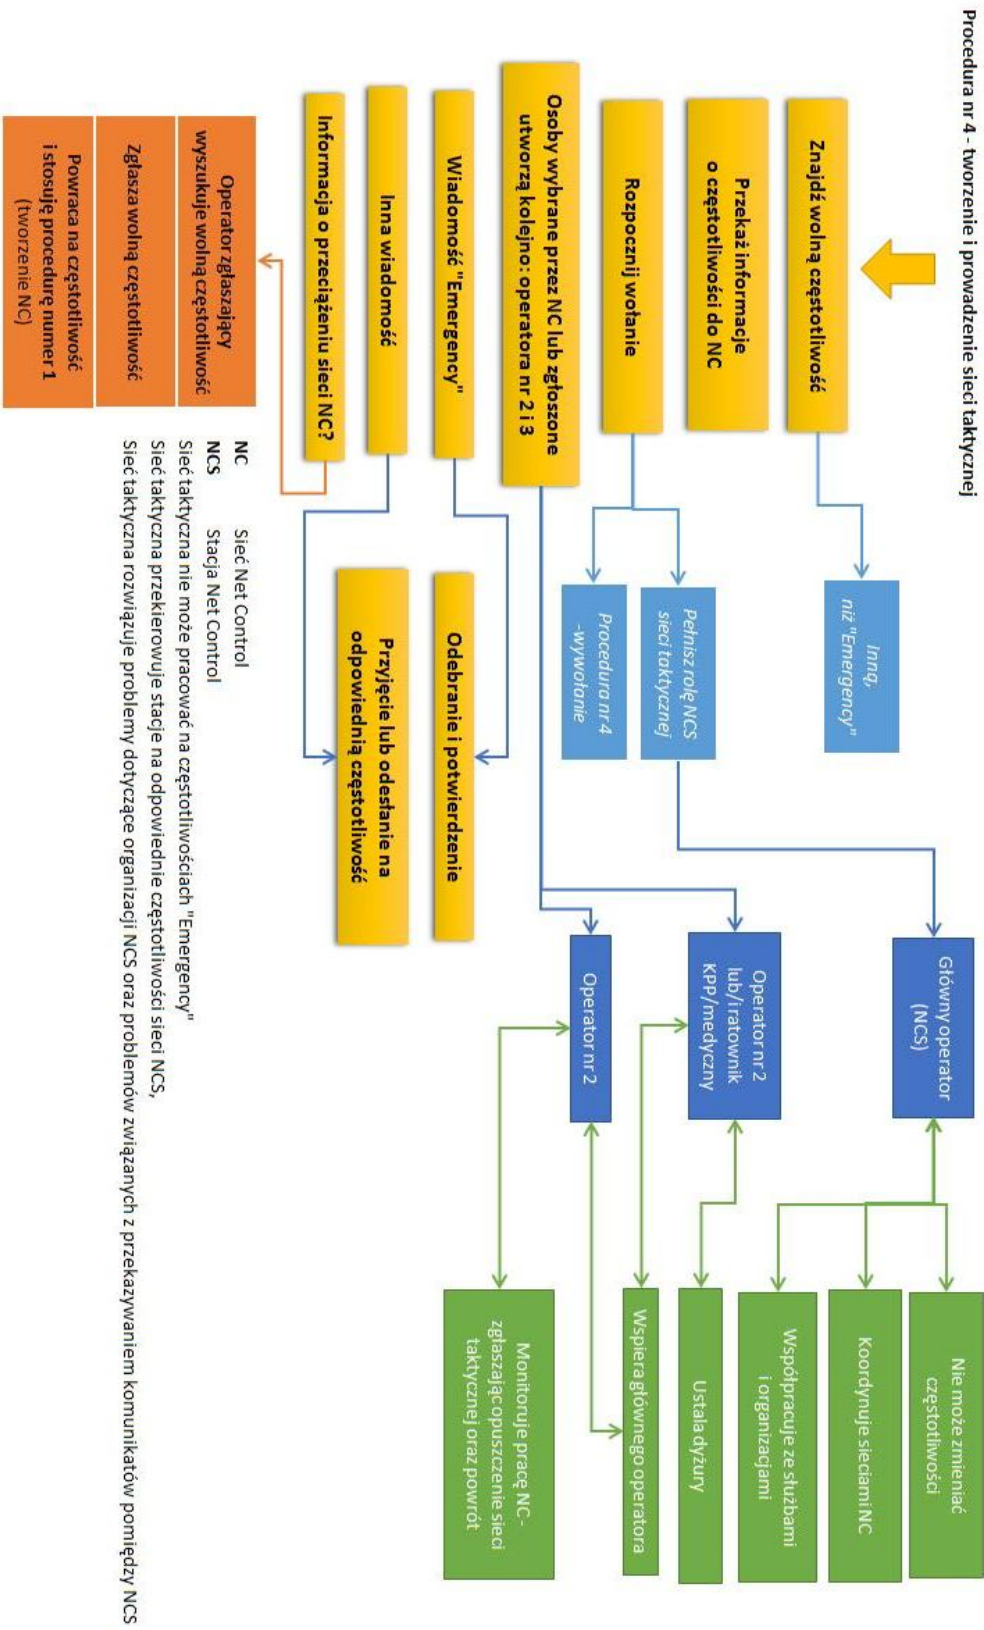 Procedura nr 4 - tworzenie i prowadzenie sieci taktycznej
Znajdź wolną częstotliwość
Inną,
niż "Emergency"
Przekaż informacje
o częstotliwości do NC
Rozpocznij wołanie
Pełnisz rolę NCS
sieci taktycznej
Procedura nr 4
-wywołanie
Osoby wybrane przez NC lub zgłoszone
utworzą kolejno: operatora nr 2 i 3
Wiadomość "Emergency"
Inna wiadomość
Informacja o przeciążeniu sieci NC?
Odebranie i potwierdzenie
Przyjęcie lub odesłanie na
odpowiednią częstotliwość
Główny operator
(NCS)
Operator nr 2
lub/i ratownik
KPP/medyczny
Operator nr 2
Nie może zmieniać
częstotliwości
Koordynuje sieciami NC
Współpracuje ze służbami
i organizacjami
Ustala dyżury
Wspiera głównego operatora
Monitoruje pracę NC -
zgłaszając opuszczenie sieci
taktycznej oraz powrót
Operator zgłaszający
wyszukuje wolną częstotliwość
Zgłasza wolną częstotliwość
Powraca na częstotliwość
i stosuję procedurę numer 1
(tworzenie NC)
NC Sieć Net Control
NCS Stacja Net Control
Sieć taktyczna nie może pracować na częstotliwościach "Emergency"
Sieć taktyczna przekierowuje stacje na odpowiednie częstotliwości sieci NCS,
Sieć taktyczna rozwiązuje problemy dotyczące organizacji NCS oraz problemów związanych z przekazywaniem komunikatów pomiędzy NCS